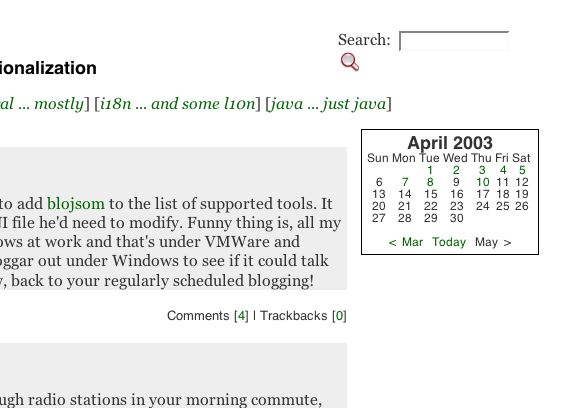 Search:
ionalization
al ... mostly] [i18n ... and some l10n] [java ... just java]
April 2003
Sun Mon Tue Wed Thu Fri Sat
1 2 3 4 5
6 7 8 9 10 11 12
13 14 15 16 17 18 19
20 21 22 23 24 25 26
27 28 29 30
< Mar Today May >
to add blojsom to the list of supported tools. It
NI file he'd need to modify. Funny thing is, all my
ows at work and that's under VMWare and
oggar out under Windows to see if it could talk
y, back to your regularly scheduled blogging!
Comments [4] | Trackbacks [0]
ugh radio stations in your morning commute,